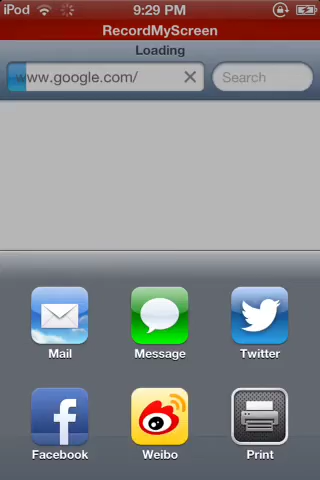 iPod 9:29 PM
RecordMyScreen
Loading
www.google.com/ Search
Mail Message Twitter
Facebook Weibo Print